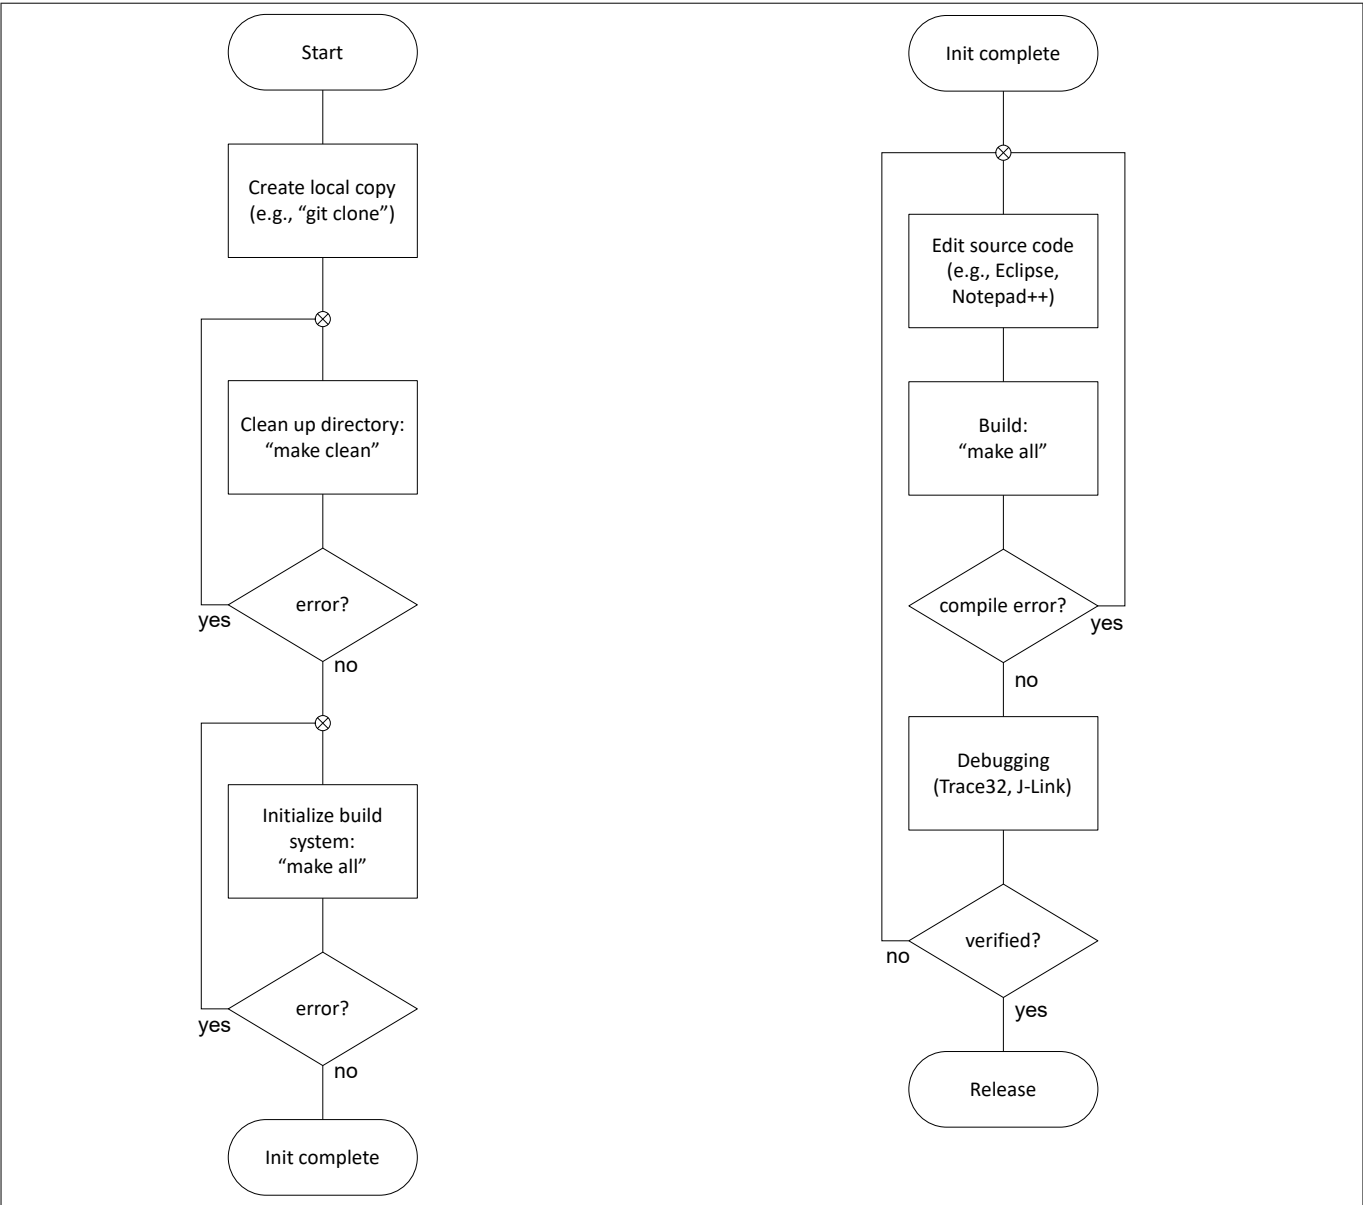 Start
Create local copy
(e.g., “git clone”)
Clean up directory:
“make clean”
error?
yes
no
Initialize build
system:
“make all”
error?
yes
no
Init complete
Init complete
Edit source code
(e.g., Eclipse,
Notepad++)
Build:
“make all”
compile error?
yes
no
Debugging
(Trace32, J-Link)
verified?
no
yes
Release